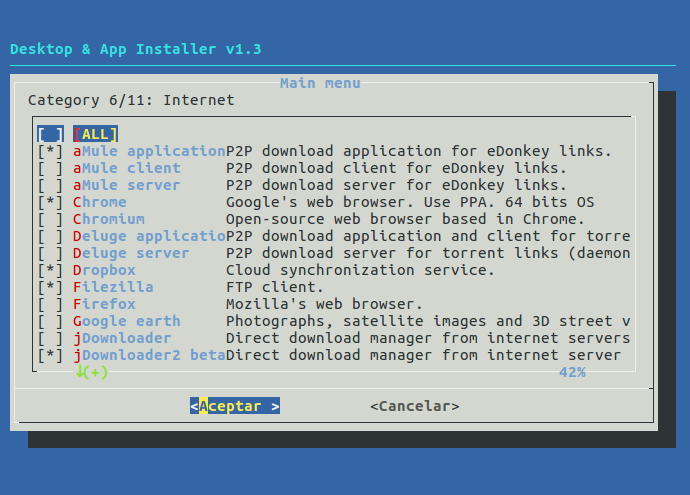 Desktop & App Installer v1.3
Main menu
Category 6/11: Internet
[ ] [ALL]
[*] aMule applicationP2P download application for eDonkey links.
[ ] aMule client P2P download client for eDonkey links.
[ ] aMule server P2P download server for eDonkey links.
[*] Chrome Google's web browser. Use PPA. 64 bits OS
[ ] Chromium Open-source web browser based in Chrome.
[ ] Deluge applicatioP2P download application and client for torre
[ ] Deluge server P2P download server for torrent links (daemon
[*] Dropbox Cloud synchronization service.
[*] Filezilla FTP client.
[ ] Firefox Mozilla's web browser.
[ ] Google earth Photographs, satellite images and 3D street v
[ ] jDownloader Direct download manager from internet servers
[*] jDownloader2 betaDirect download manager from internet server
↓(+) 42%
<Aceptar > <Cancelar>